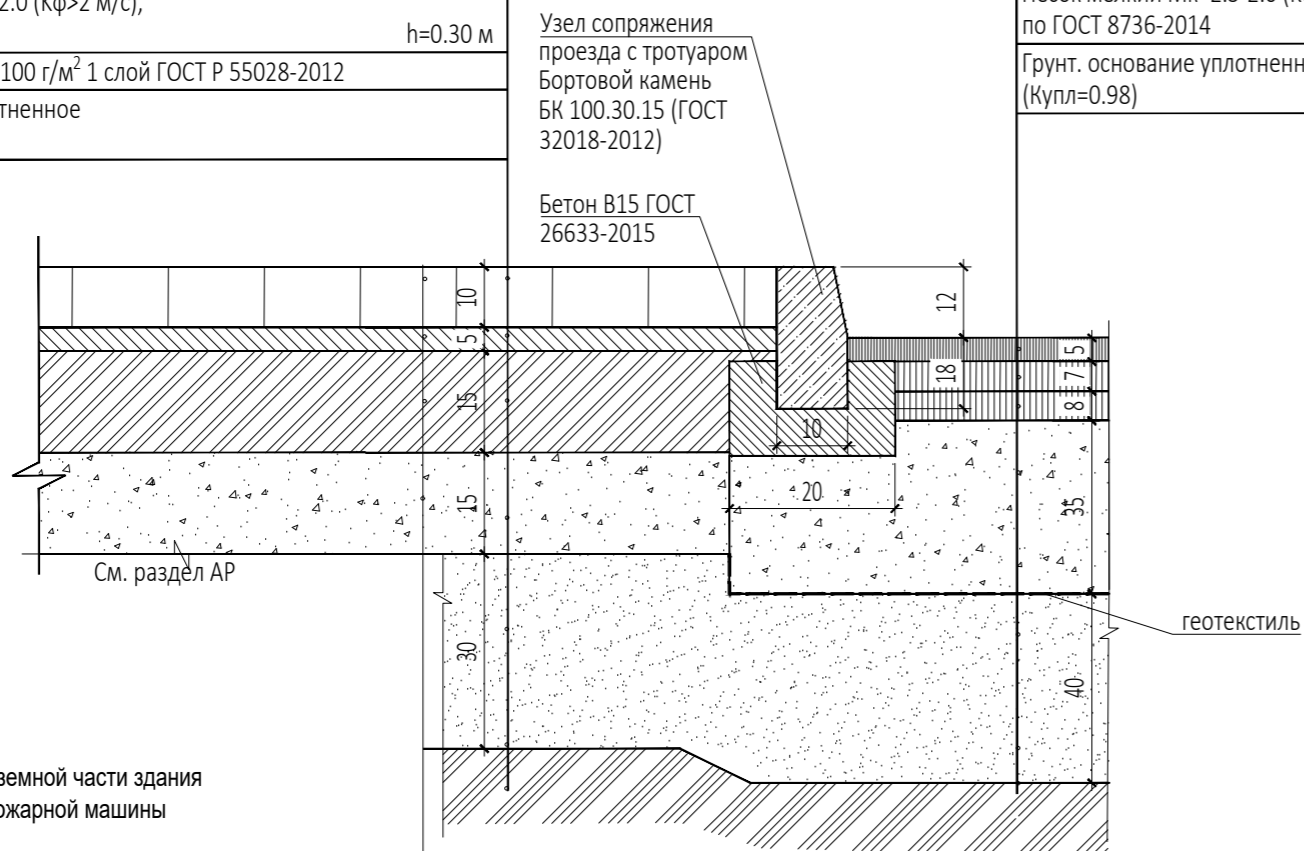 2.0 (Кф>2 м/с),
h=0.30 м
100 г/м² 1 слой ГОСТ Р 55028-2012
тненное
Узел сопряжения
проезда с тротуаром
Бортовой камень
БК 100.30.15 (ГОСТ
32018-2012)
Бетон В15 ГОСТ
26633-2015
по ГОСТ 8736-2014
Грунт. основание уплотненн
(Купл=0.98)
10
5
15
15
30
12
18
10
20
5
7
8
35
40
См. раздел АР
геотекстиль
земной части здания
ожарной машины